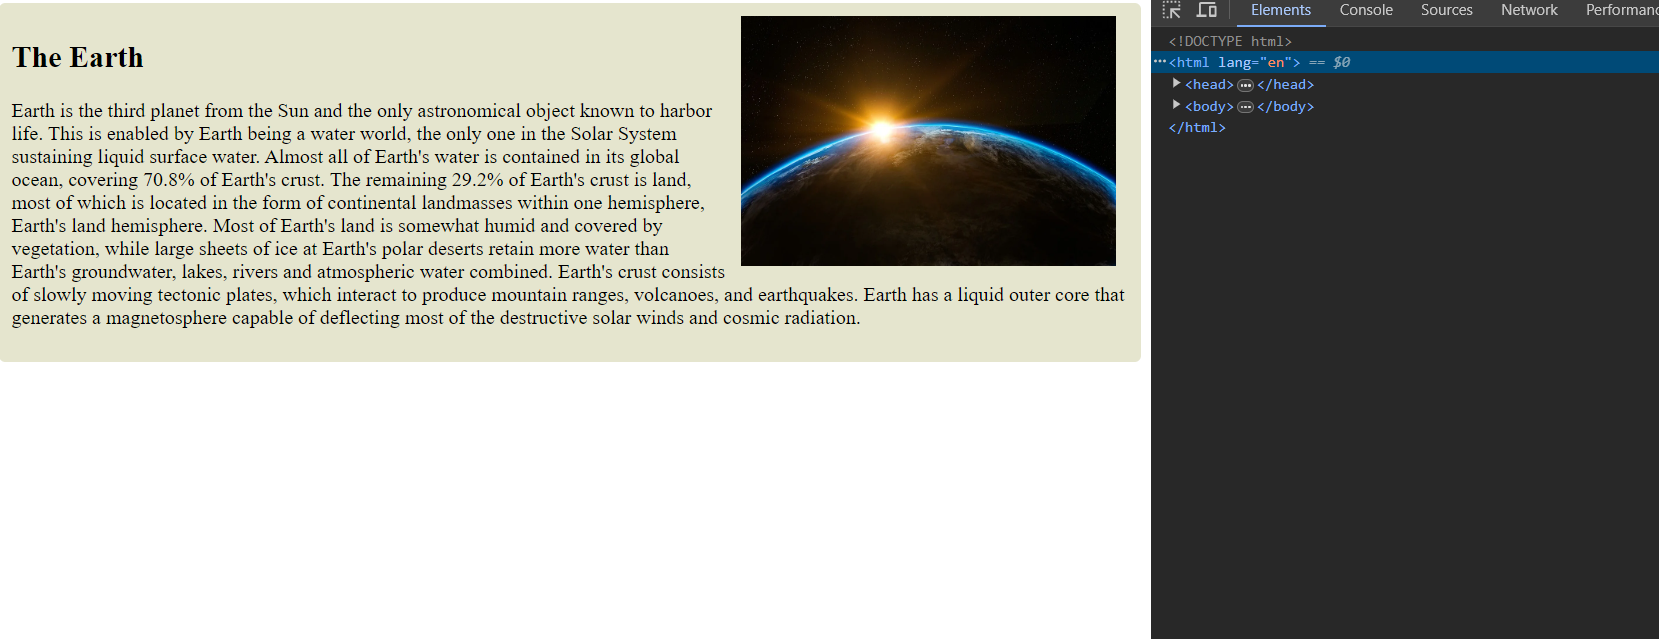 The Earth
Earth is the third planet from the Sun and the only astronomical object known to harbor
life. This is enabled by Earth being a water world, the only one in the Solar System
sustaining liquid surface water. Almost all of Earth's water is contained in its global
ocean, covering 70.8% of Earth's crust. The remaining 29.2% of Earth's crust is land,
most of which is located in the form of continental landmasses within one hemisphere,
Earth's land hemisphere. Most of Earth's land is somewhat humid and covered by
vegetation, while large sheets of ice at Earth's polar deserts retain more water than
Earth's groundwater, lakes, rivers and atmospheric water combined. Earth's crust consists
of slowly moving tectonic plates, which interact to produce mountain ranges, volcanoes, and earthquakes. Earth has a liquid outer core that
generates a magnetosphere capable of deflecting most of the destructive solar winds and cosmic radiation.
Elements Console Sources Network Performanc
<!DOCTYPE html>
<html lang="en"> == $0
<head>…</head>
<body>…</body>
</html>